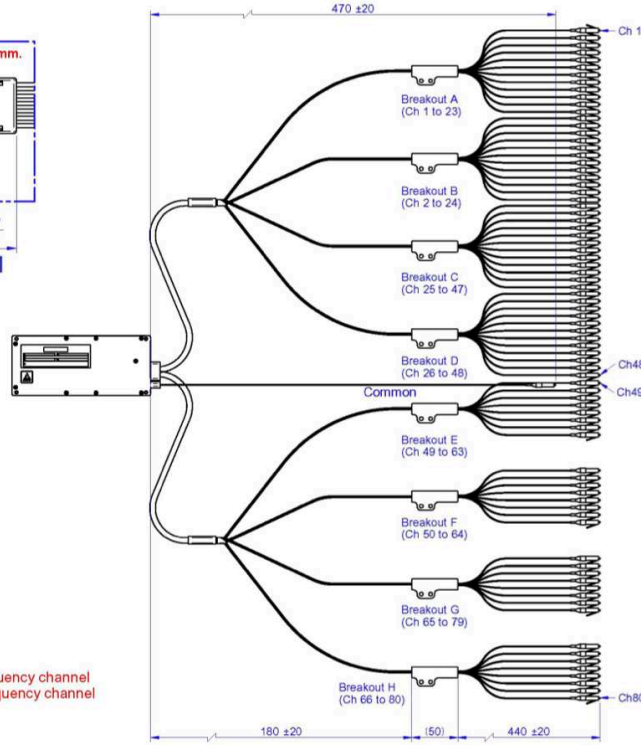 470 ±20
Ch 1
mm.
Breakout A
(Ch 1 to 23)
Breakout B
(Ch 2 to 24)
Breakout C
(Ch 25 to 47)
Breakout D
(Ch 26 to 48)
Ch48
Common
Ch49
Breakout E
(Ch 49 to 63)
Breakout F
(Ch 50 to 64)
Breakout G
(Ch 65 to 79)
uency channel
quency channel
Breakout H
(Ch 66 to 80)
Ch80
180 ±20
(50)
440 ±20